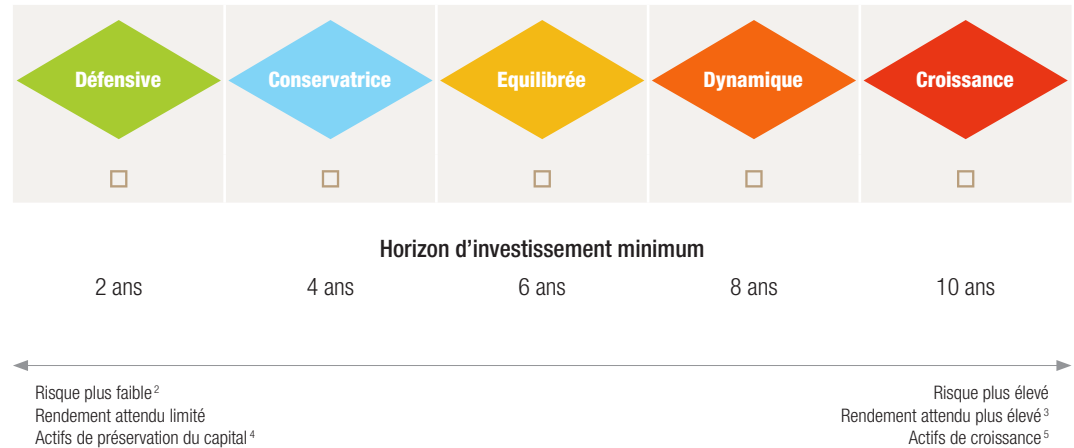 Défensive Conservatrice Equilibrée Dynamique Croissance
Horizon d’investissement minimum
2 ans 4 ans 6 ans 8 ans 10 ans
Risque plus faible ²
Rendement attendu limité
Actifs de préservation du capital ⁴
Risque plus élevé
Rendement attendu plus élevé ³
Actifs de croissance ⁵